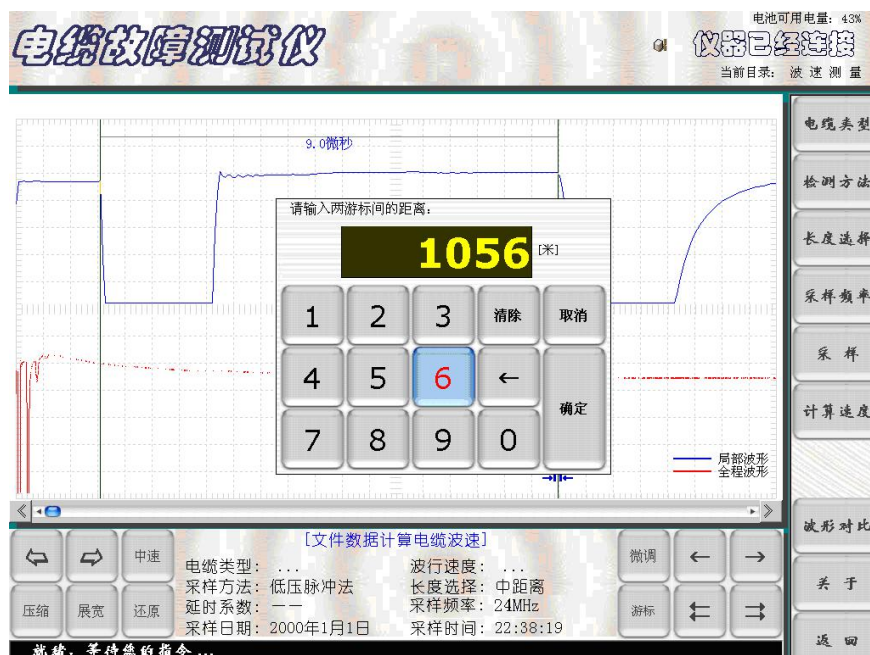 电池可用电量: 43%
电缆故障测试仪
仪器已经连接
当前目录: 波速测量
9.0微秒
请输入两游标间的距离:
1056 [米]
1 2 3 清除 取消
4 5 6 ← 确定
7 8 9 0
局部波形
全程波形
电缆类型
检测方法
长度选择
采样频率
采样
计算速度
波形对比
关于
返回
[文件数据计算电缆波速]
电缆类型: ...
波行速度: ...
采样方法: 低压脉冲法
长度选择: 中距离
延时系数: ——
采样频率: 24MHz
采样日期: 2000年1月1日
采样时间: 22:38:19
中速
压缩 展宽 还原
微调 ← →
游标
就绪，等待您的指令...